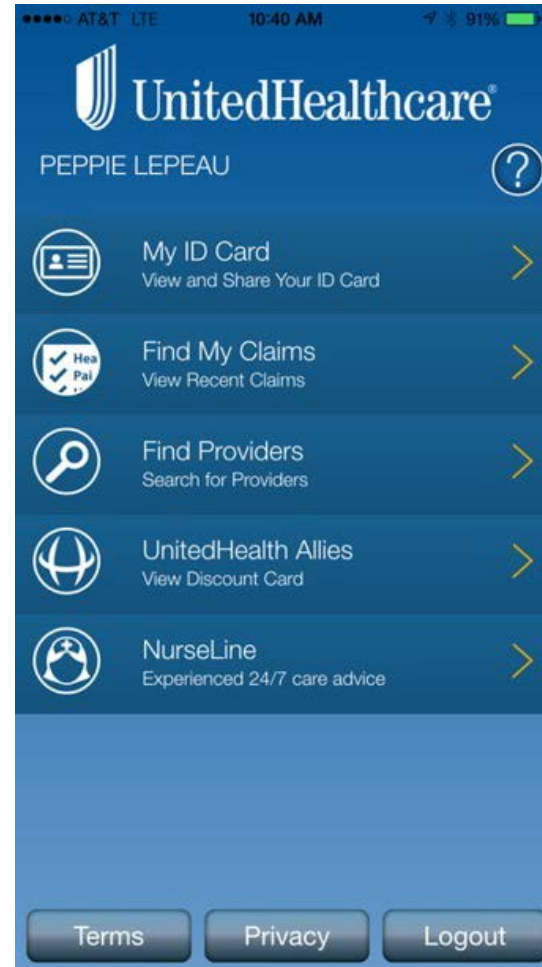 AT&T LTE 10:40 AM 91%
UnitedHealthcare®
PEPPIE LEPEAU
?
My ID Card
View and Share Your ID Card
Hea
Pai
Find My Claims
View Recent Claims
Find Providers
Search for Providers
UnitedHealth Allies
View Discount Card
NurseLine
Experienced 24/7 care advice
Terms Privacy Logout